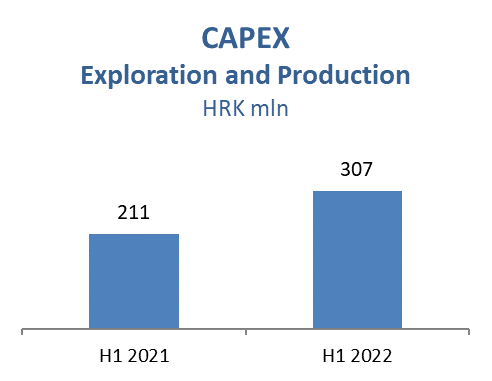 CAPEX
Exploration and Production
HRK mln
307
211
H1 2021
H1 2022